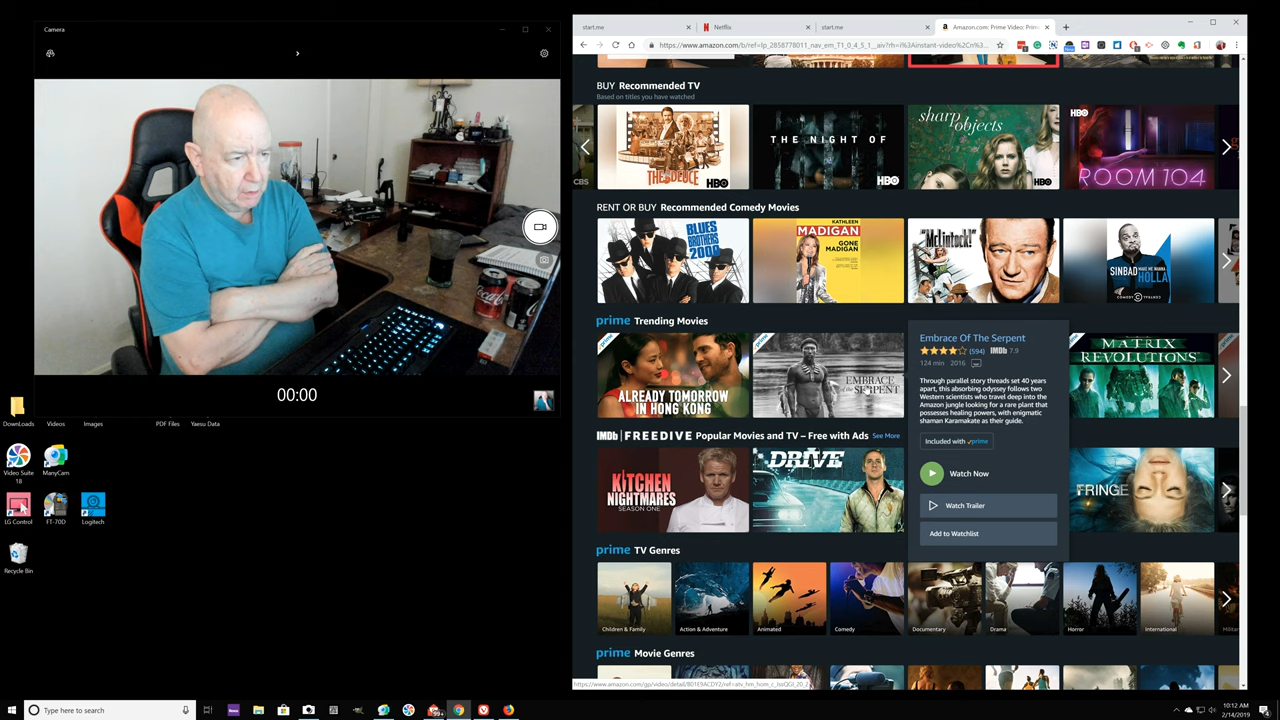 Camera
00:00
DownLoads
Videos
Images
PDF Files
Yaesu Data
Video Suite
18
ManyCam
LG Control
FT-70D
Logitech
Recycle Bin
start.me
Netflix
start.me
Amazon.com: Prime Video: Prime
https://www.amazon.com/b/ref=lp_2858778011_nav_em_T1_0_4_5_1__aiv?rh=i%3Ainstant-video%2Cn%3...
BUY Recommended TV
Based on titles you have watched
CBS
THE DEUCE
HBO
THE NIGHT OF
HBO
sharp objects
HBO
HBO
ROOM 104
RENT OR BUY Recommended Comedy Movies
BLUES BROTHERS 2000
KATHLEEN
MADIGAN
GONE
MADIGAN
McLintock!
SINBAD
MAKE ME WANNA
HOLLA
COMEDY CENTRAL
prime Trending Movies
prime
ALREADY TOMORROW
IN HONG KONG
prime
EMBRACE
OF THE
SERPENT
Embrace Of The Serpent
(594) IMDb 7.9
124 min 2016
Through parallel story threads set 40 years
apart, this absorbing odyssey follows two
Western scientists who travel deep into the
Amazon jungle looking for a rare plant that
possesses healing powers, with enigmatic
shaman Karamakate as their guide.
Included with prime
Watch Now
Watch Trailer
Add to Watchlist
MATRIX
REVOLUTIONS
IMDb FREEDIVE Popular Movies and TV – Free with Ads See More
KITCHEN
NIGHTMARES
SEASON ONE
DRIVE
FRINGE
prime TV Genres
Children & Family
Action & Adventure
Animated
Comedy
Documentary
Drama
Horror
International
prime Movie Genres
Type here to search
99+
10:12 AM
2/14/2019